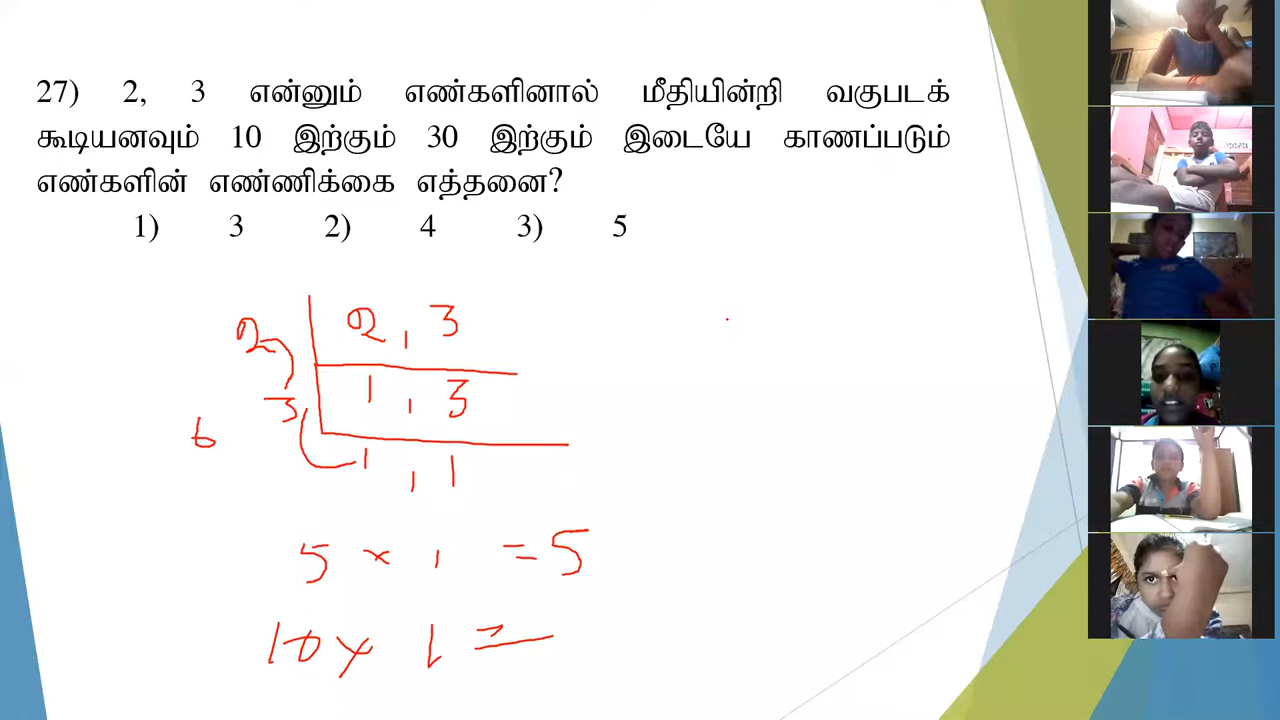 27) 2, 3 என்னும் எண்களினால் மீதியின்றி வகுபடக்
கூடியனவும் 10 இற்கும் 30 இற்கும் இடையே காணப்படும்
எண்களின் எண்ணிக்கை எத்தனை?
1) 3 2) 4 3) 5
2 2, 3
3 1, 3
6
1, 1
5 × 1 = 5
10 × 1 =